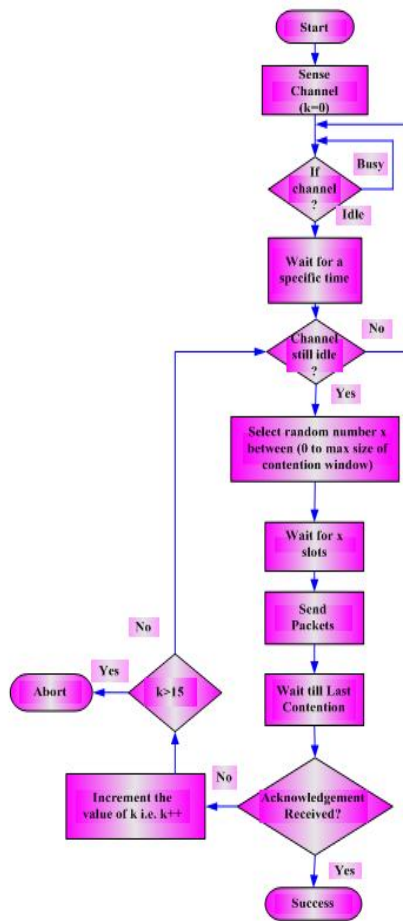 Start
Sense
Channel
(k=0)
Busy
If
channel
?
Idle
Wait for a
specific time
No
Channel
still idle
?
Yes
Select random number x
between (0 to max size of
contention window)
Wait for x
slots
Send
Packets
No
Yes
k>15
Abort
Wait till Last
Contention
No
Increment the
value of k i.e. k++
Acknowledgement
Received?
Yes
Success